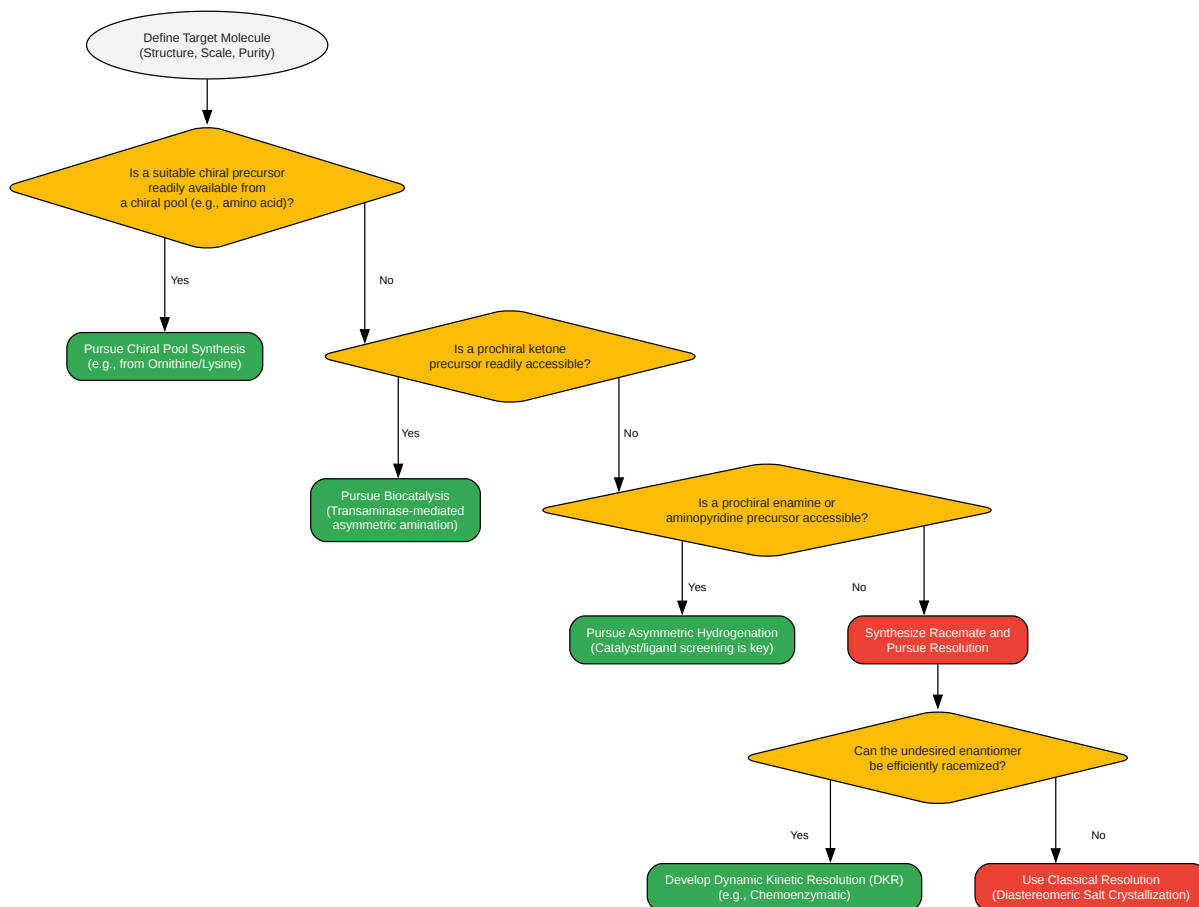 Define Target Molecule
(Structure, Scale, Purity)
Is a suitable chiral precursor
readily available from
a chiral pool (e.g., amino acid)?
Yes
No
Pursue Chiral Pool Synthesis
(e.g., from Ornithine/Lysine)
Is a prochiral ketone
precursor readily accessible?
Yes
No
Pursue Biocatalysis
(Transaminase-mediated
asymmetric amination)
Is a prochiral enamine or
aminopyridine precursor accessible?
Yes
No
Pursue Asymmetric Hydrogenation
(Catalyst/ligand screening is key)
Synthesize Racemate and
Pursue Resolution
Can the undesired enantiomer
be efficiently racemized?
Yes
No
Develop Dynamic Kinetic Resolution (DKR)
(e.g., Chemoenzymatic)
Use Classical Resolution
(Diastereomeric Salt Crystallization)